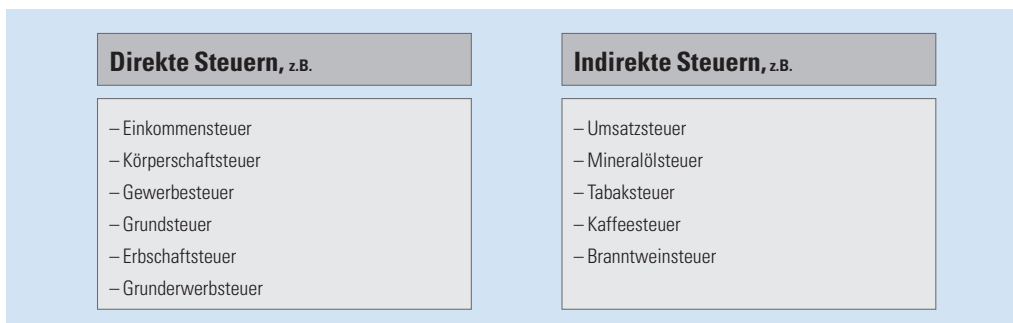 Direkte Steuern, z.B.
– Einkommensteuer
– Körperschaftsteuer
– Gewerbesteuer
– Grundsteuer
– Erbschaftsteuer
– Grunderwerbsteuer
Indirekte Steuern, z.B.
– Umsatzsteuer
– Mineralölsteuer
– Tabaksteuer
– Kaffeesteuer
– Branntweinsteuer